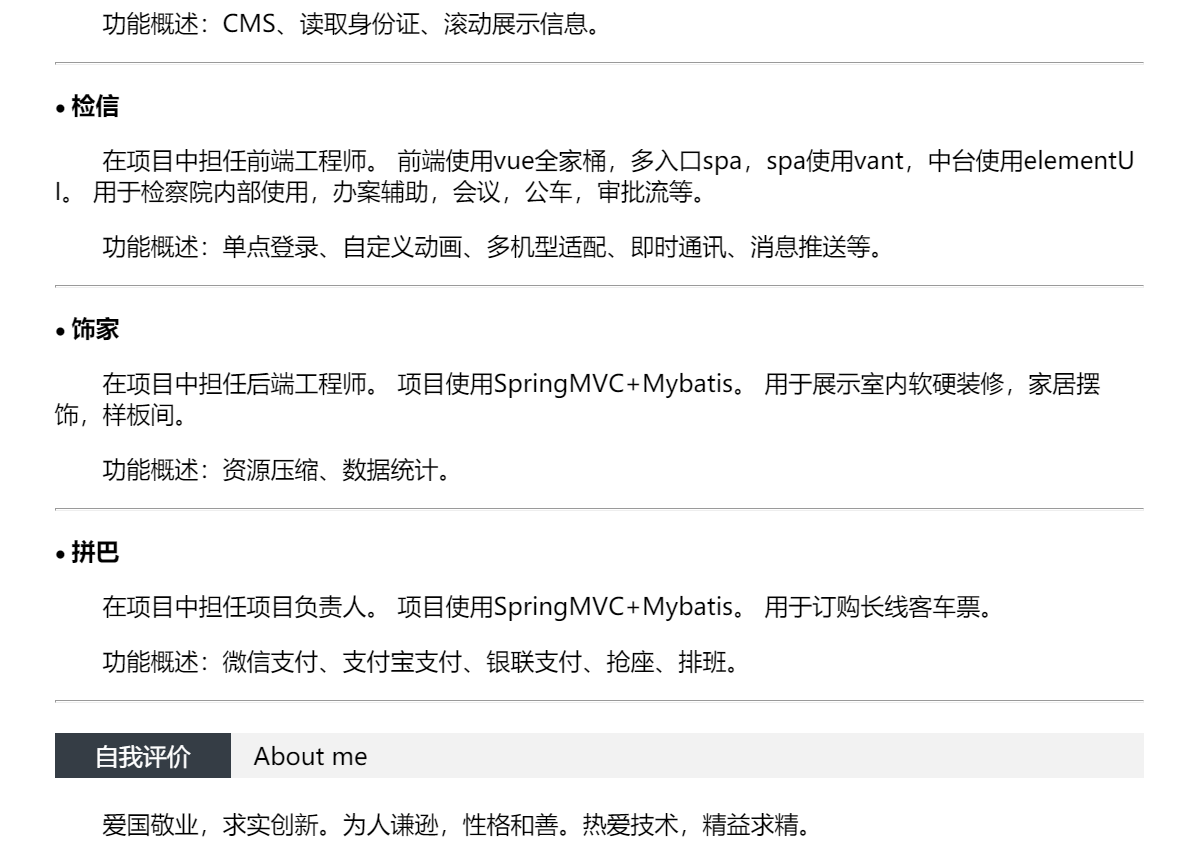 功能概述：CMS、读取身份证、滚动展示信息。
• 检信
在项目中担任前端工程师。 前端使用vue全家桶，多入口spa，spa使用vant，中台使用elementU
I。 用于检察院内部使用，办案辅助，会议，公车，审批流等。
功能概述：单点登录、自定义动画、多机型适配、即时通讯、消息推送等。
• 饰家
在项目中担任后端工程师。 项目使用SpringMVC+Mybatis。 用于展示室内软硬装修，家居摆
饰，样板间。
功能概述：资源压缩、数据统计。
• 拼巴
在项目中担任项目负责人。 项目使用SpringMVC+Mybatis。 用于订购长线客车票。
功能概述：微信支付、支付宝支付、银联支付、抢座、排班。
自我评价 About me
爱国敬业，求实创新。为人谦逊，性格和善。热爱技术，精益求精。